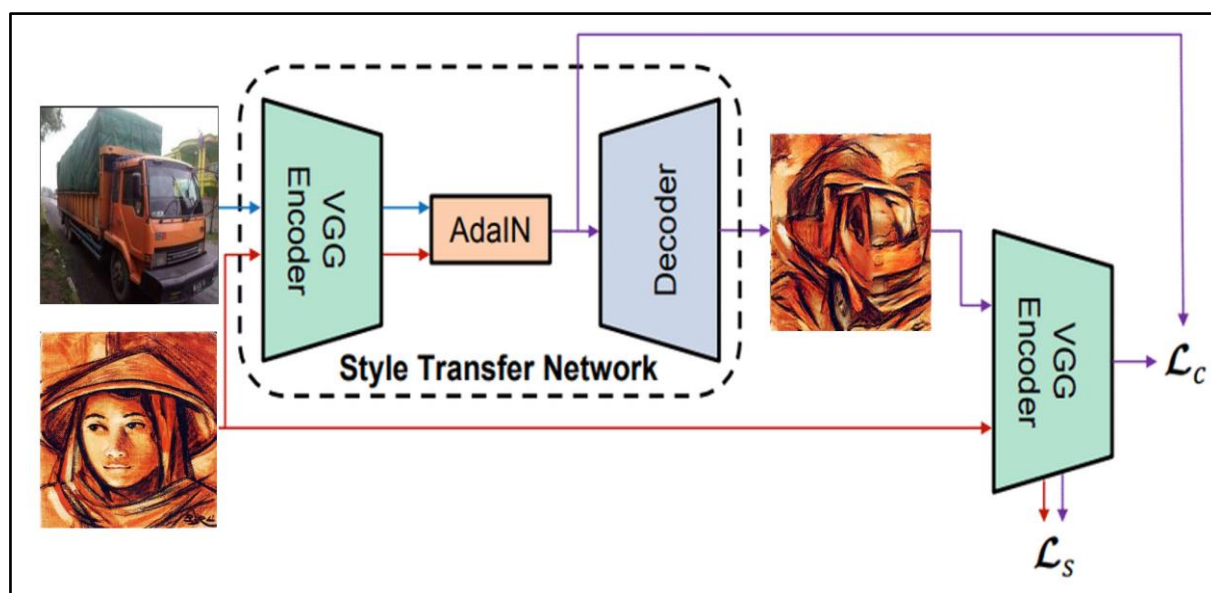 VGG
Encoder
AdaIN
Decoder
Style Transfer Network
VGG
Encoder
ℒc
ℒs